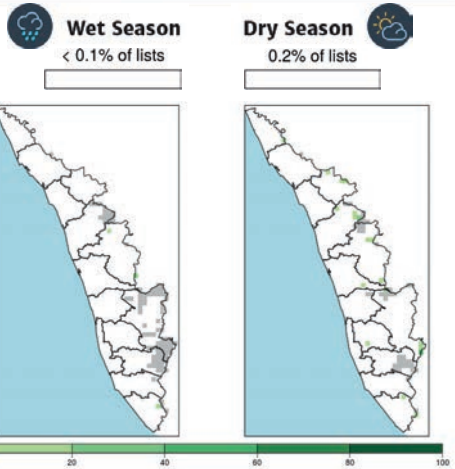 Wet Season
< 0.1% of lists
Dry Season
0.2% of lists
20 40 60 80 100